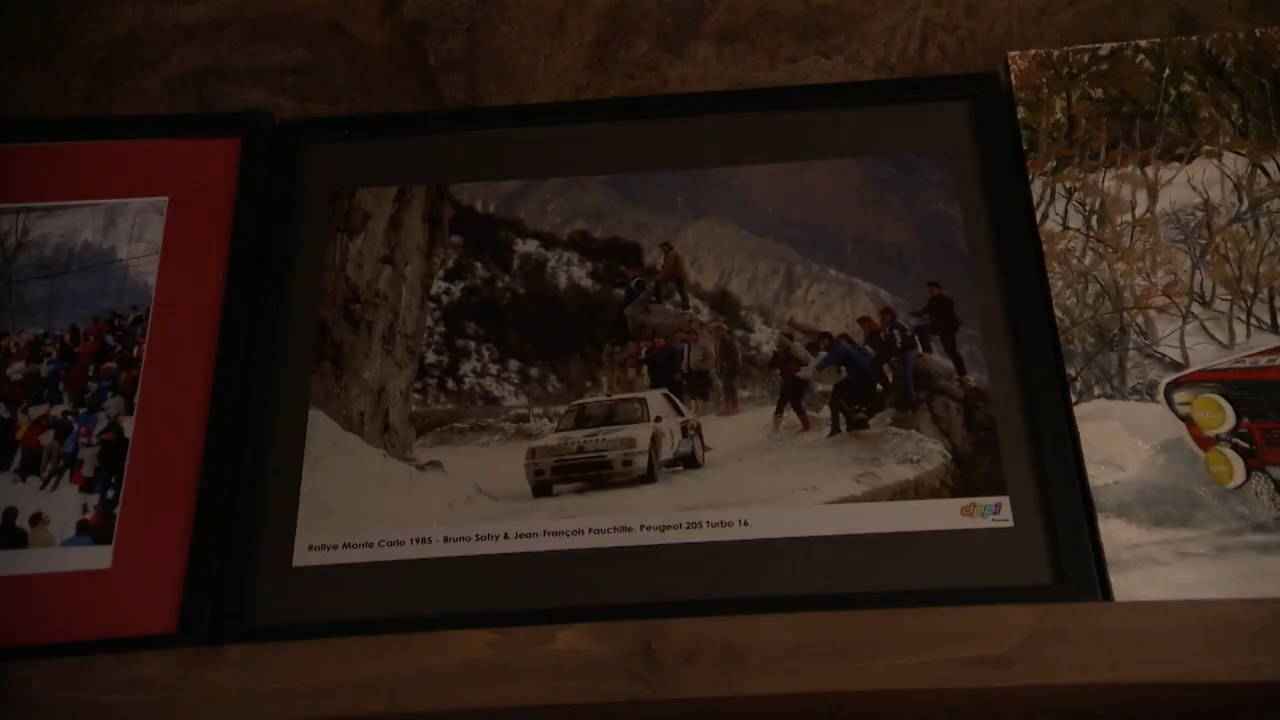 Rallye Monte Carlo 1985 - Bruno Saby & Jean-François Fauchille. Peugeot 205 Turbo 16.
dppi